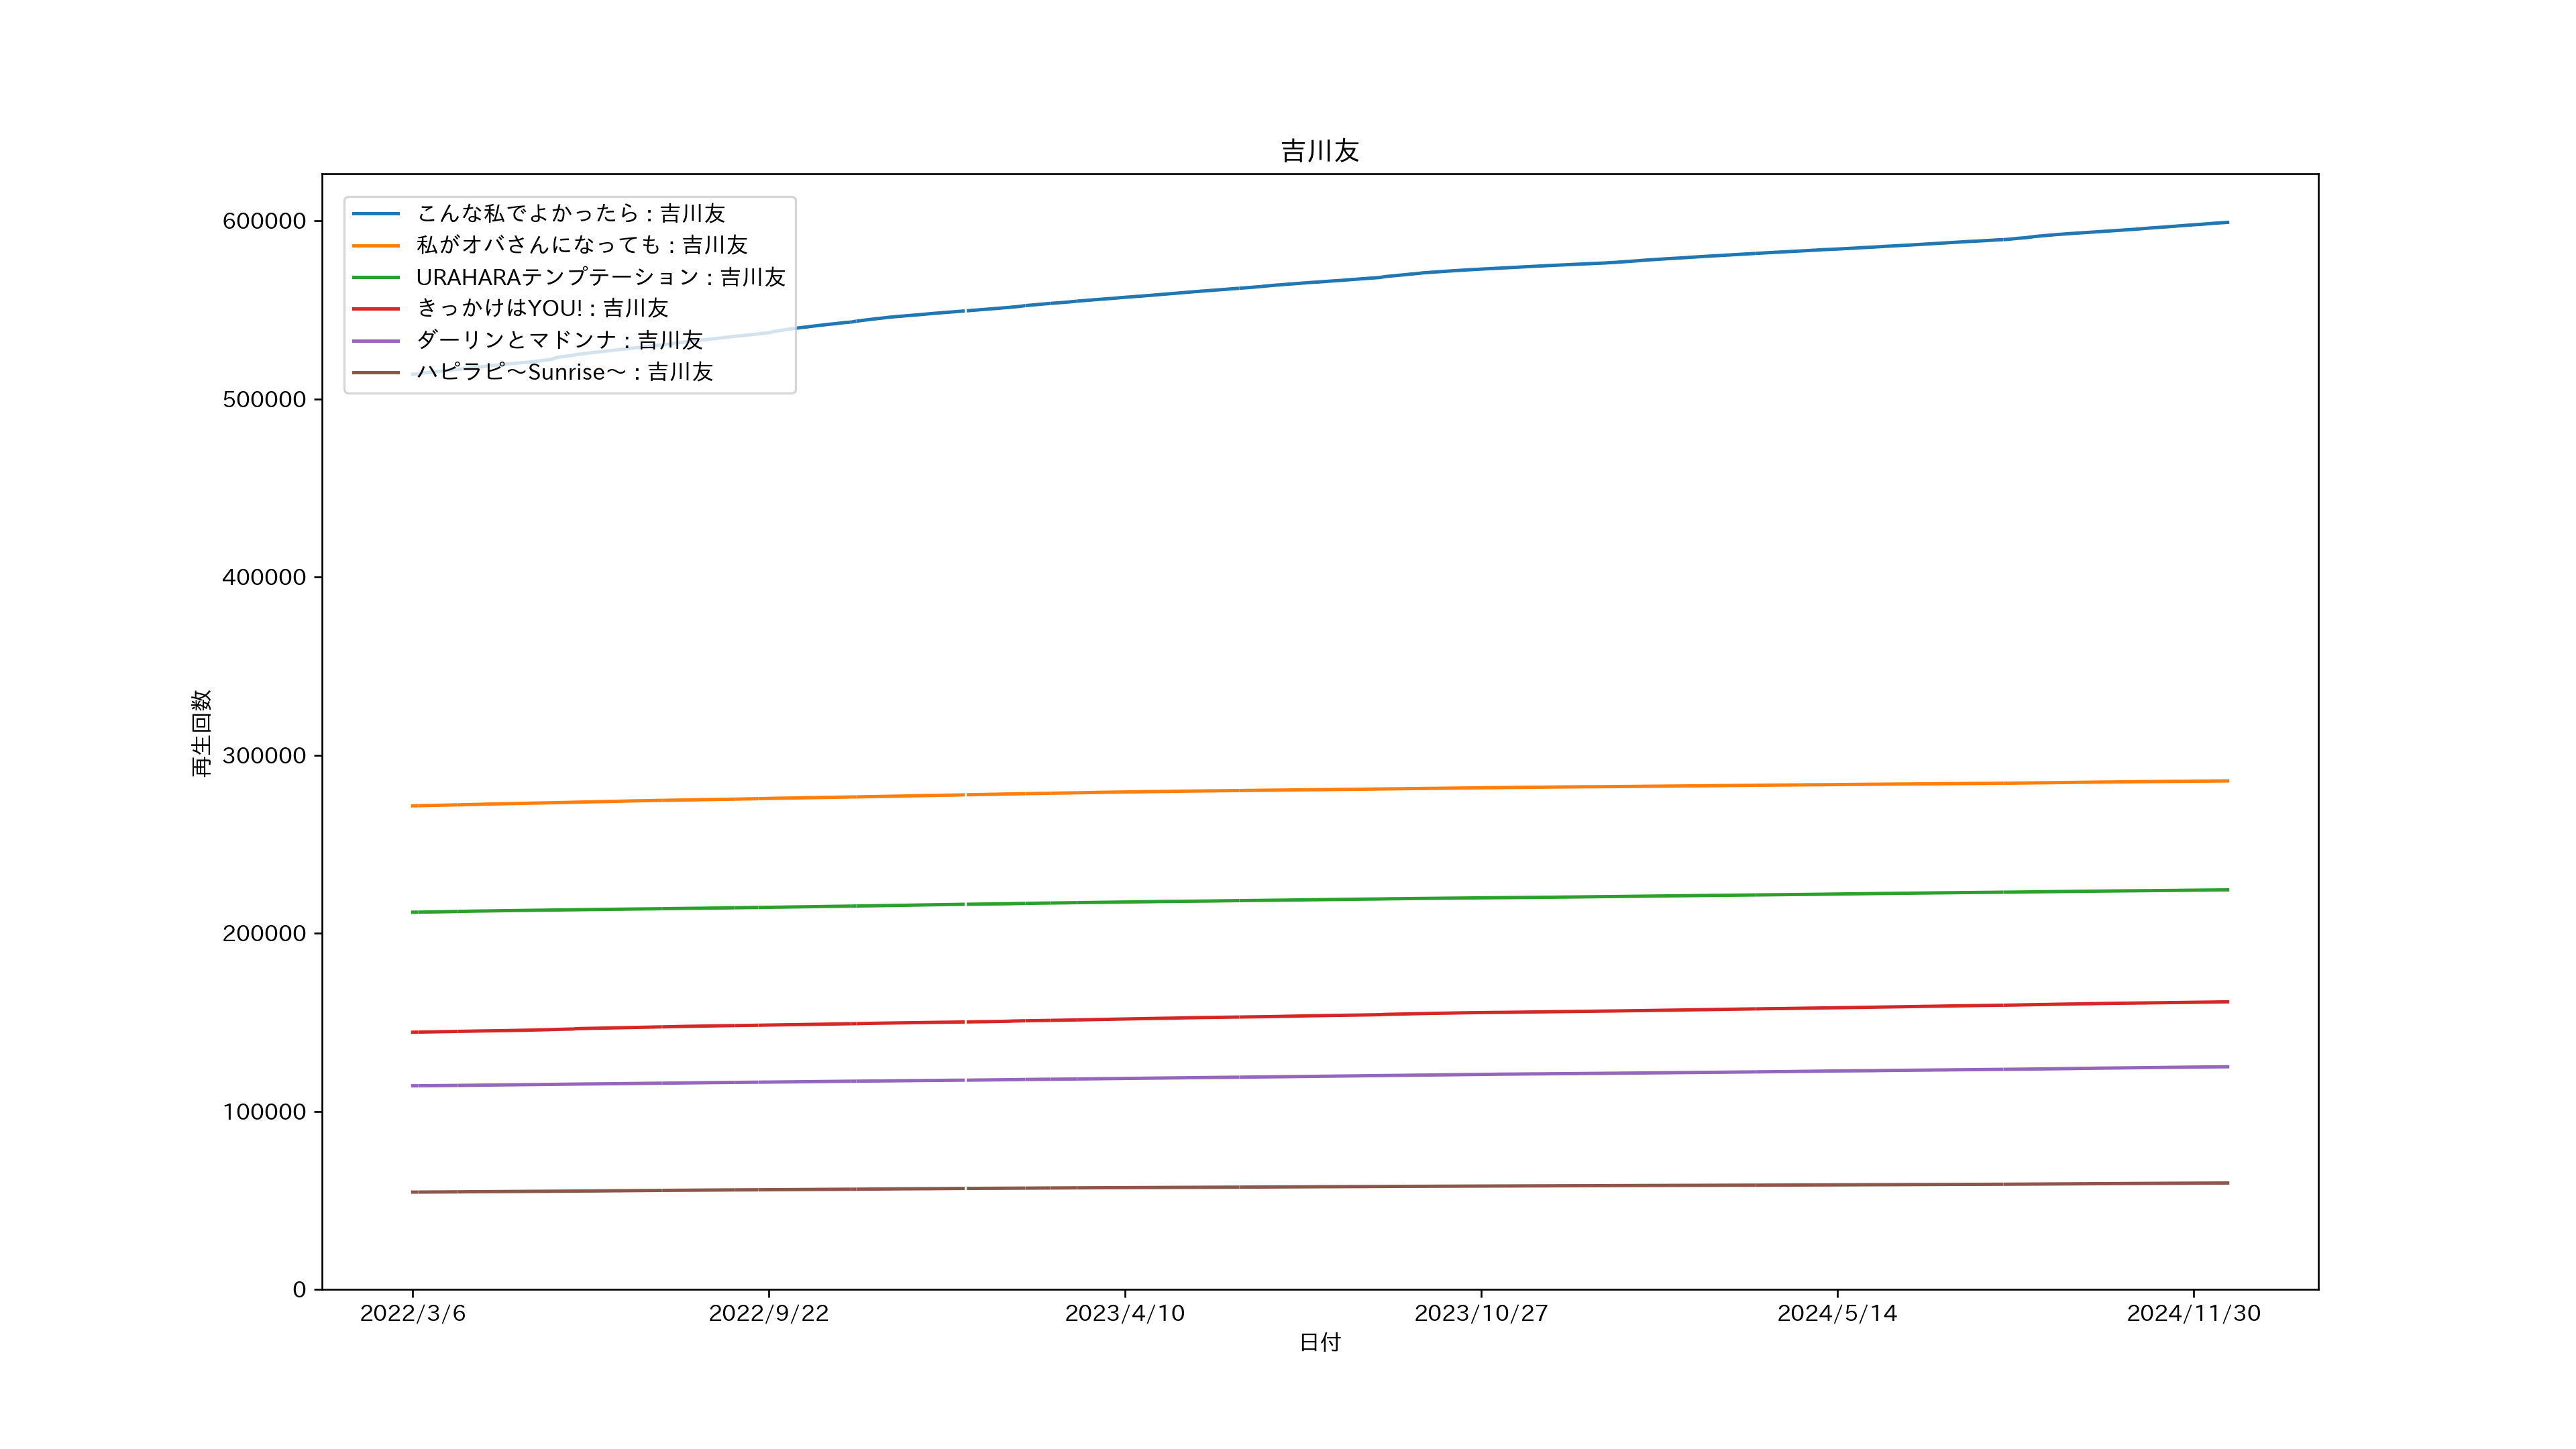 吉川友
こんな私でよかったら : 吉川友
私がオバさんになっても : 吉川友
URAHARAテンプテーション : 吉川友
きっかけはYOU! : 吉川友
ダーリンとマドンナ : 吉川友
ハピラピ〜Sunrise〜 : 吉川友
再生回数
600000
500000
400000
300000
200000
100000
0
2022/3/6 2022/9/22 2023/4/10 2023/10/27 2024/5/14 2024/11/30
日付